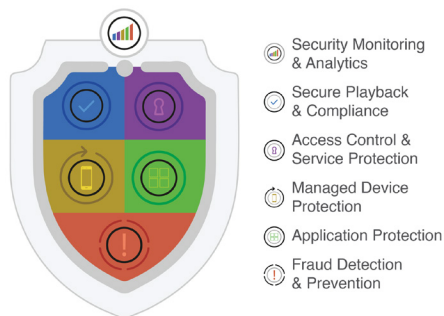 Security Monitoring
& Analytics
Secure Playback
& Compliance
Access Control &
Service Protection
Managed Device
Protection
Application Protection
Fraud Detection
& Prevention